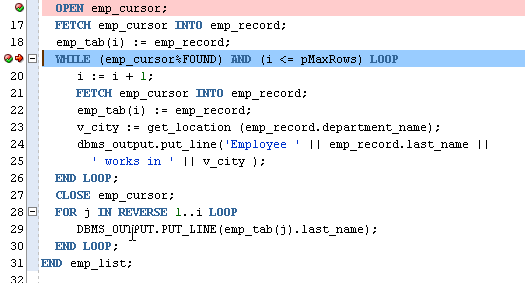 OPEN emp_cursor;
17 FETCH emp_cursor INTO emp_record;
18 emp_tab(i) := emp_record;
WHILE (emp_cursor%FOUND) AND (i <= pMaxRows) LOOP
20 i := i + 1;
21 FETCH emp_cursor INTO emp_record;
22 emp_tab(i) := emp_record;
23 v_city := get_location (emp_record.department_name);
24 dbms_output.put_line('Employee ' || emp_record.last_name ||
25 ' works in ' || v_city );
26 END LOOP;
27 CLOSE emp_cursor;
28 FOR j IN REVERSE 1..i LOOP
29 DBMS_OUTPUT.PUT_LINE(emp_tab(j).last_name);
30 END LOOP;
31 END emp_list;
32